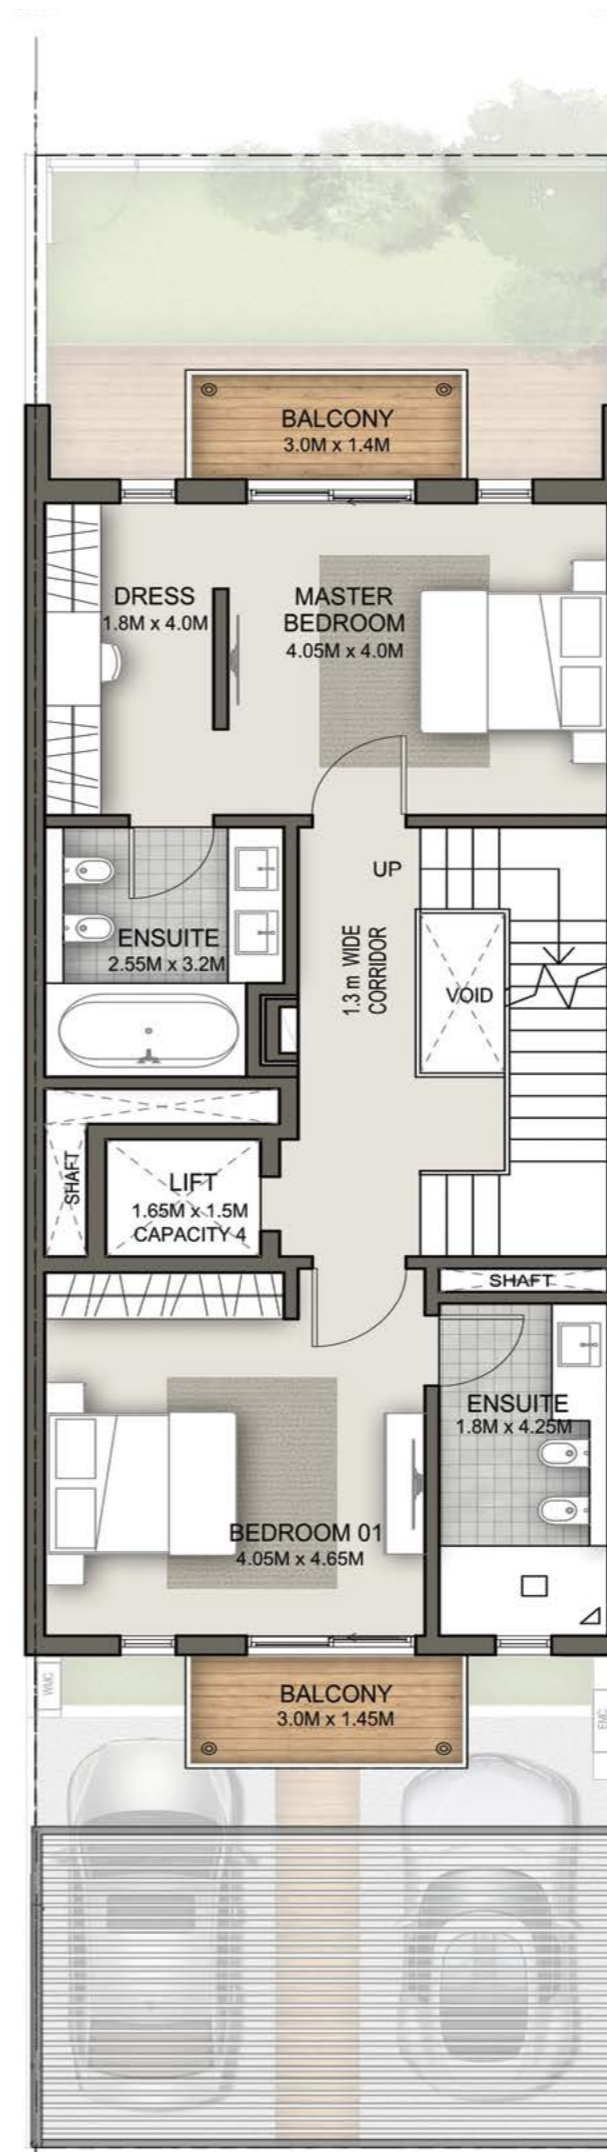 BALCONY
3.0M x 1.4M
DRESS
1.8M x 4.0M
MASTER
BEDROOM
4.05M x 4.0M
UP
ENSUITE
2.55M x 3.2M
1.3 m WIDE
CORRIDOR
VOID
SHAFT
LIFT
1.65M x 1.5M
CAPACITY 4
SHAFT
ENSUITE
1.8M x 4.25M
BEDROOM 01
4.05M x 4.65M
WMC
BALCONY
3.0M x 1.45M
EMC